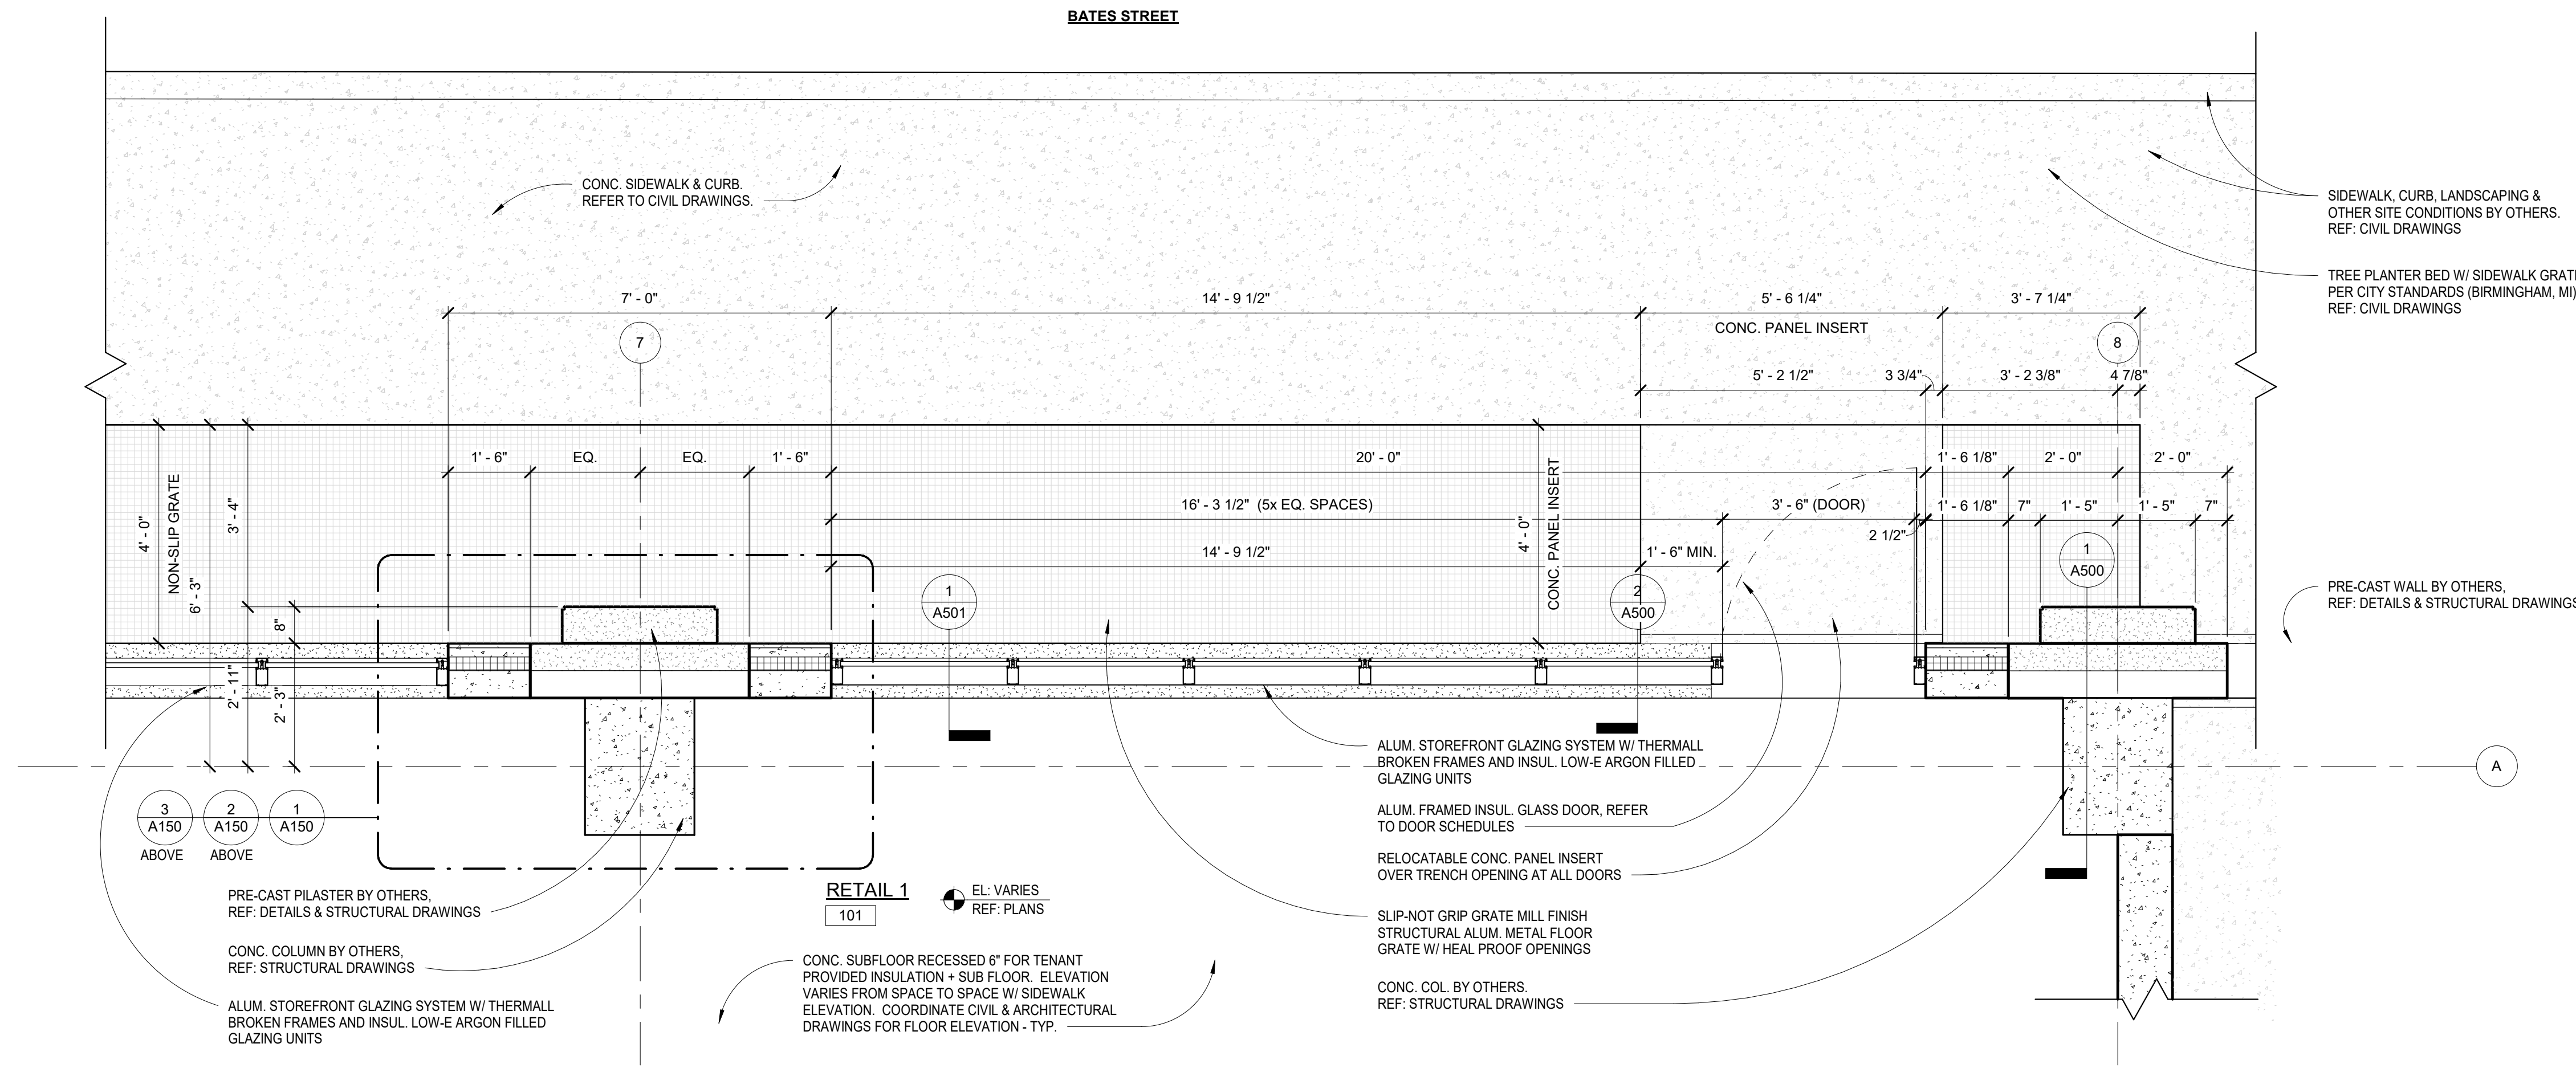 BATES STREET
CONC. SIDEWALK & CURB.
REFER TO CIVIL DRAWINGS.
SIDEWALK, CURB, LANDSCAPING &
OTHER SITE CONDITIONS BY OTHERS.
REF: CIVIL DRAWINGS
TREE PLANTER BED W/ SIDEWALK
PER CITY STANDARDS (BIRMINGHAM, MI)
REF: CIVIL DRAWINGS
7' - 0"
14' - 9 1/2"
5' - 6 1/4"
3' - 7 1/4"
CONC. PANEL INSERT
7
8
5' - 2 1/2"
3 3/4"
3' - 2 3/8"
4 7/8"
1' - 6"
EQ.
EQ.
1' - 6"
20' - 0"
1' - 6 1/8"
2' - 0"
2' - 0"
4' - 0"
NON-SLIP GRATE
6' - 3"
3' - 4"
8"
2' - 11"
2' - 3"
16' - 3 1/2" (5x EQ. SPACES)
4' - 0"
CONC. PANEL INSERT
3' - 6" (DOOR)
1' - 6 1/8"
7"
1' - 5"
1' - 5"
7"
2 1/2"
14' - 9 1/2"
1' - 6" MIN.
1
A501
2
A500
1
A500
PRE-CAST WALL BY OTHERS,
REF: DETAILS & STRUCTURAL DRAWINGS
ALUM. STOREFRONT GLAZING SYSTEM W/ THERMALL
BROKEN FRAMES AND INSUL. LOW-E ARGON FILLED
GLAZING UNITS
A
3
A150
ABOVE
2
A150
ABOVE
1
A150
ALUM. FRAMED INSUL. GLASS DOOR, REFER
TO DOOR SCHEDULES
RELOCATABLE CONC. PANEL INSERT
OVER TRENCH OPENING AT ALL DOORS
PRE-CAST PILASTER BY OTHERS,
REF: DETAILS & STRUCTURAL DRAWINGS
RETAIL 1
101
EL: VARIES
REF: PLANS
SLIP-NOT GRIP GRATE MILL FINISH
STRUCTURAL ALUM. METAL FLOOR
GRATE W/ HEAL PROOF OPENINGS
CONC. COLUMN BY OTHERS,
REF: STRUCTURAL DRAWINGS
CONC. SUBFLOOR RECESSED 6" FOR TENANT
PROVIDED INSULATION + SUB FLOOR. ELEVATION
VARIES FROM SPACE TO SPACE W/ SIDEWALK
ELEVATION. COORDINATE CIVIL & ARCHITECTURAL
DRAWINGS FOR FLOOR ELEVATION - TYP.
CONC. COL. BY OTHERS.
REF: STRUCTURAL DRAWINGS
ALUM. STOREFRONT GLAZING SYSTEM W/ THERMALL
BROKEN FRAMES AND INSUL. LOW-E ARGON FILLED
GLAZING UNITS